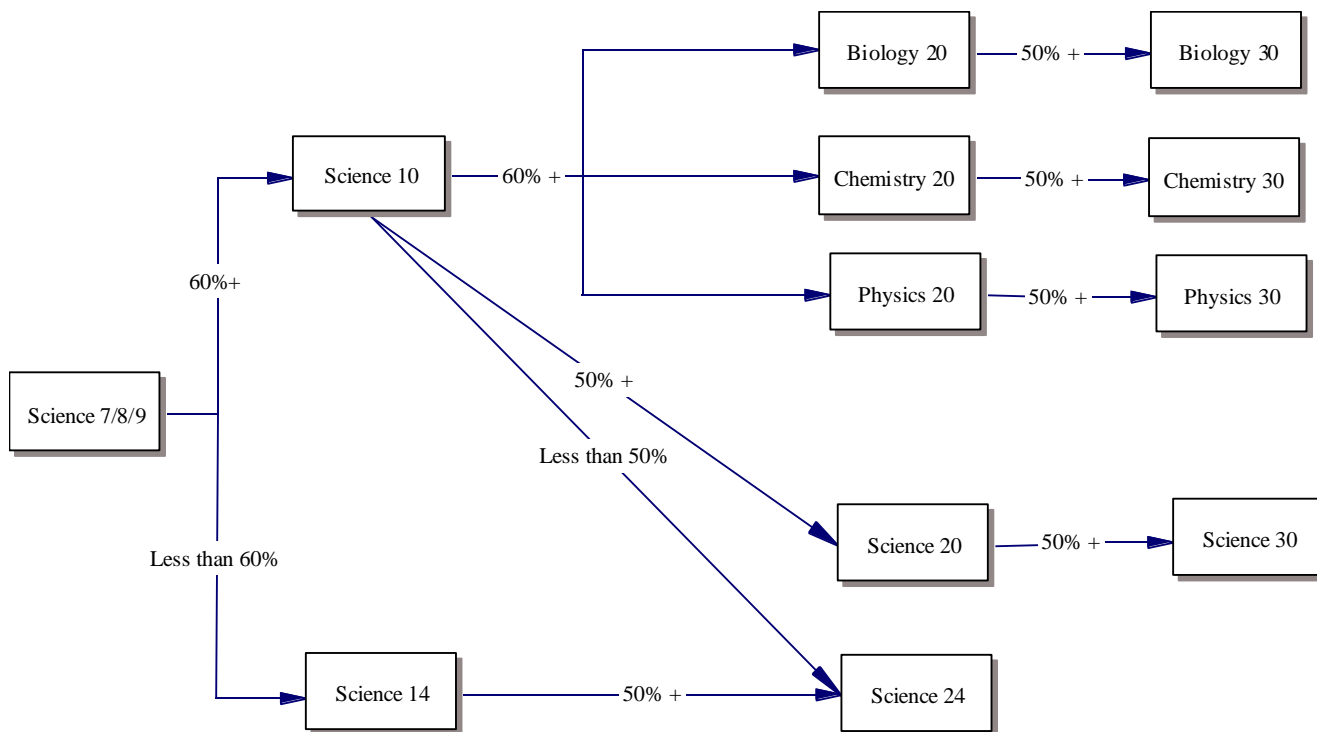 Biology 20
50% +
Biology 30
Science 10
60% +
Chemistry 20
50% +
Chemistry 30
60%+
Physics 20
50% +
Physics 30
50% +
Science 7/8/9
Less than 50%
Science 20
50% +
Science 30
Less than 60%
Science 14
50% +
Science 24